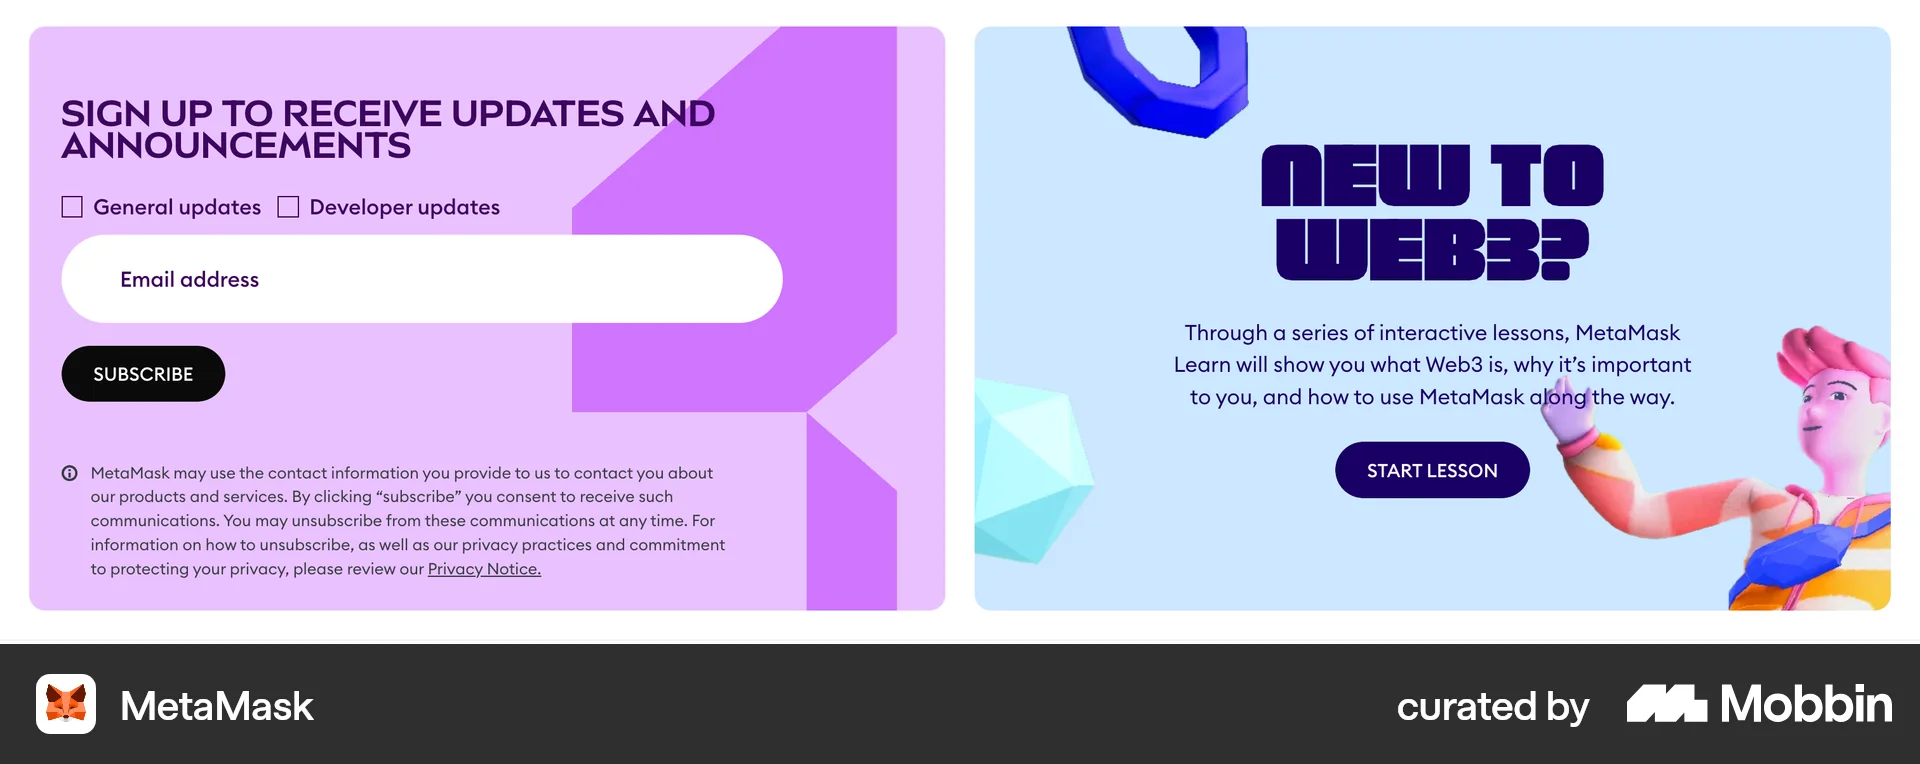 SIGN UP TO RECEIVE UPDATES AND
ANNOUNCEMENTS
General updates
Developer updates
Email address
SUBSCRIBE
MetaMask may use the contact information you provide to us to contact you about
our products and services. By clicking “subscribe” you consent to receive such
communications. You may unsubscribe from these communications at any time. For
information on how to unsubscribe, as well as our privacy practices and commitment
to protecting your privacy, please review our Privacy Notice.
NEW TO
WEB3?
Through a series of interactive lessons, MetaMask
Learn will show you what Web3 is, why it’s important
to you, and how to use MetaMask along the way.
START LESSON
MetaMask
curated by
Mobbin